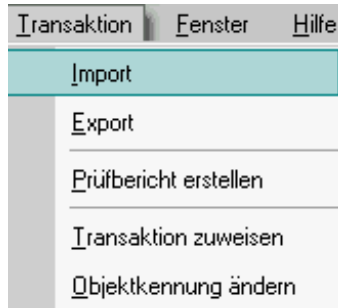 Transaktion Fenster Hilfe
Import
Export
Prüfbericht erstellen
Transaktion zuweisen
Objektkennung ändern